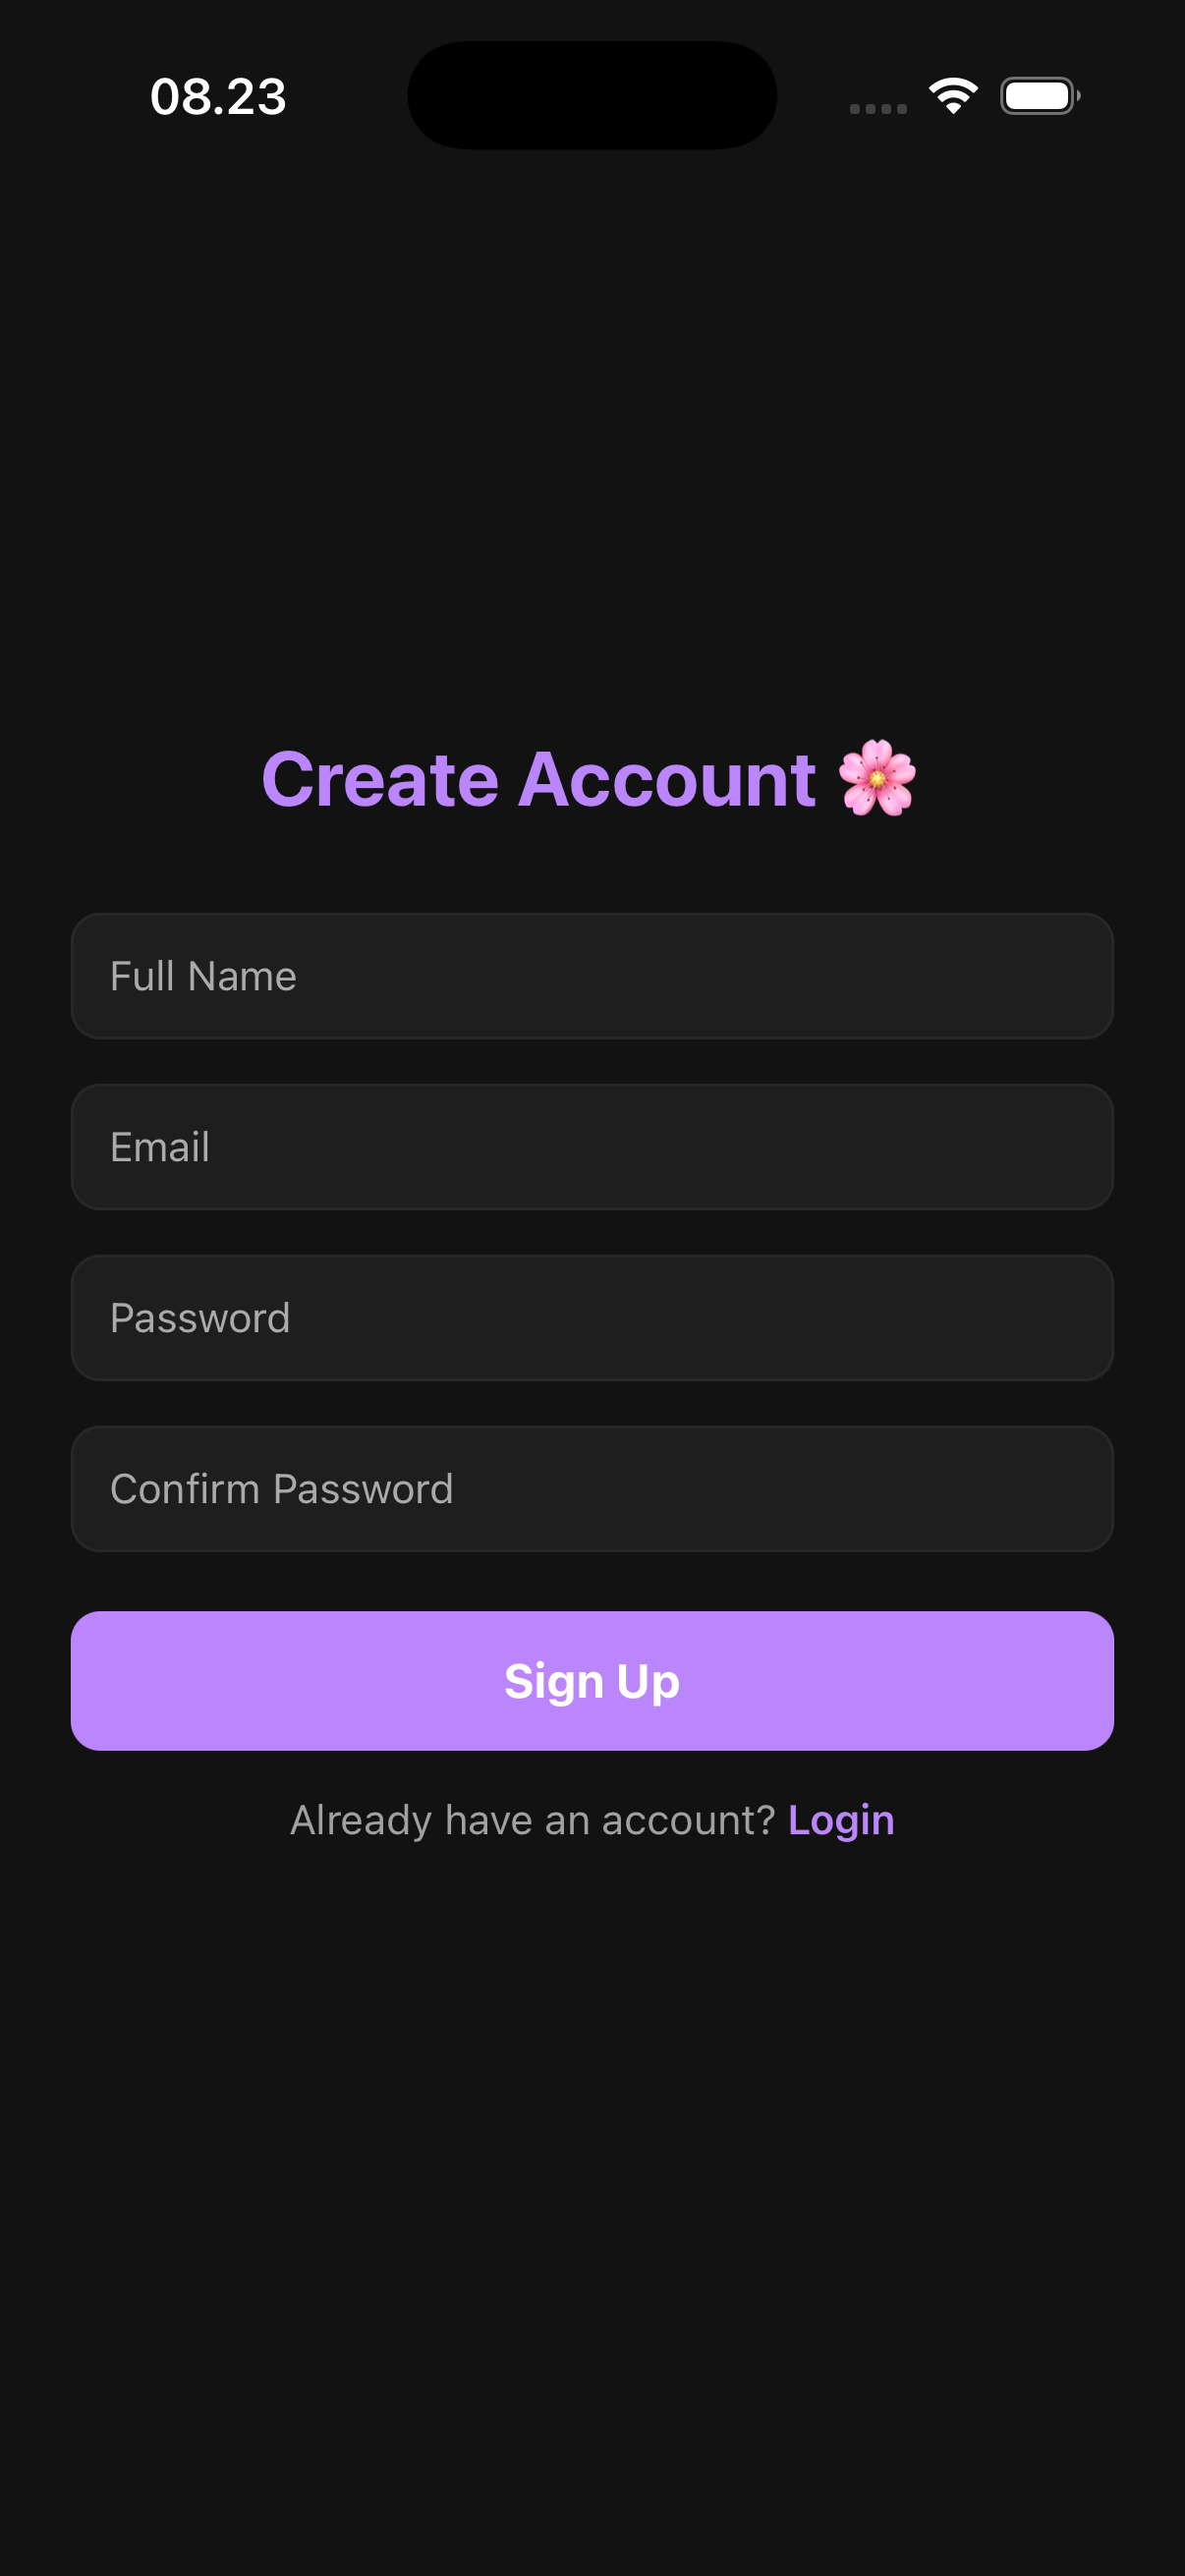 08.23
Create Account 🌸
Full Name
Email
Password
Confirm Password
Sign Up
Already have an account? Login